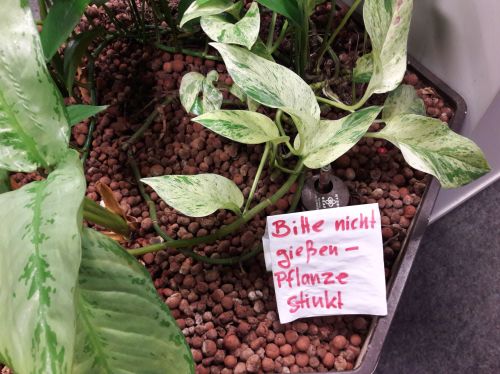 Bitte nicht
gießen –
Pflanze
stinkt